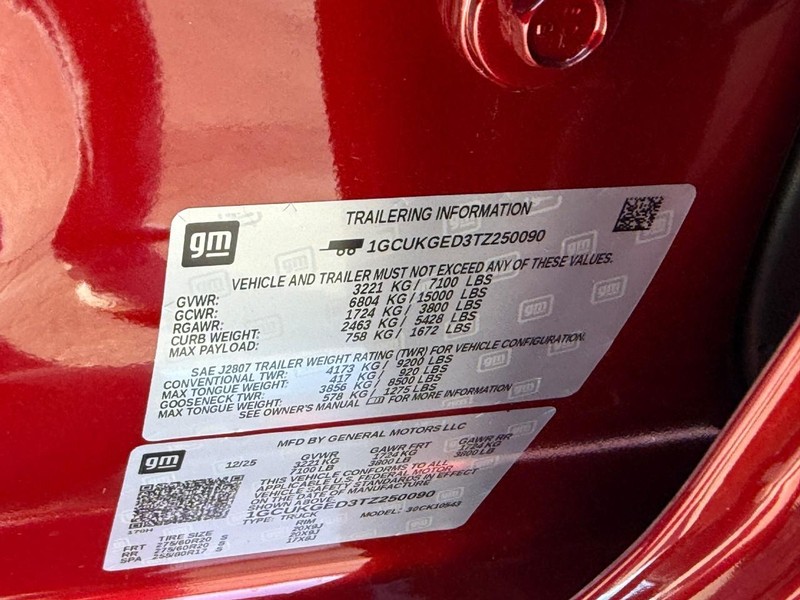 gm
TRAILERING INFORMATION
1GCUKGED3TZ250090
VEHICLE AND TRAILER MUST NOT EXCEED ANY OF THESE VALUES.
GVWR: 3221 KG / 7100 LBS
GCWR: 6804 KG / 15000 LBS
RGAWR: 1724 KG / 3800 LBS
CURB WEIGHT: 2463 KG / 5428 LBS
MAX PAYLOAD: 758 KG / 1672 LBS
SAE J2807 TRAILER WEIGHT RATING (TWR) FOR VEHICLE CONFIGURATION.
CONVENTIONAL TWR: 4173 KG / 9200 LBS
MAX TONGUE WEIGHT: 417 KG / 920 LBS
GOOSENECK TWR: 3856 KG / 8500 LBS
MAX TONGUE WEIGHT: 578 KG / 1275 LBS
SEE OWNER'S MANUAL FOR MORE INFORMATION
gm
MFD BY GENERAL MOTORS LLC
12/25 GVWR GAWR FRT GAWR RR
3221 KG 1724 KG 1724 KG
7100 LB 3800 LB 3800 LB
THIS VEHICLE CONFORMS TO ALL
APPLICABLE U.S. FEDERAL MOTOR
VEHICLE SAFETY STANDARDS IN EFFECT
ON THE DATE OF MANUFACTURE
SHOWN ABOVE.
1GCUKGED3TZ250090
TYPE: TRUCK MODEL: 30CK10543
TIRE SIZE RIM
FRT 275/60R20 S 20X9J
RR 275/60R20 S 20X9J
SPA 255/80R17 S 17X8J